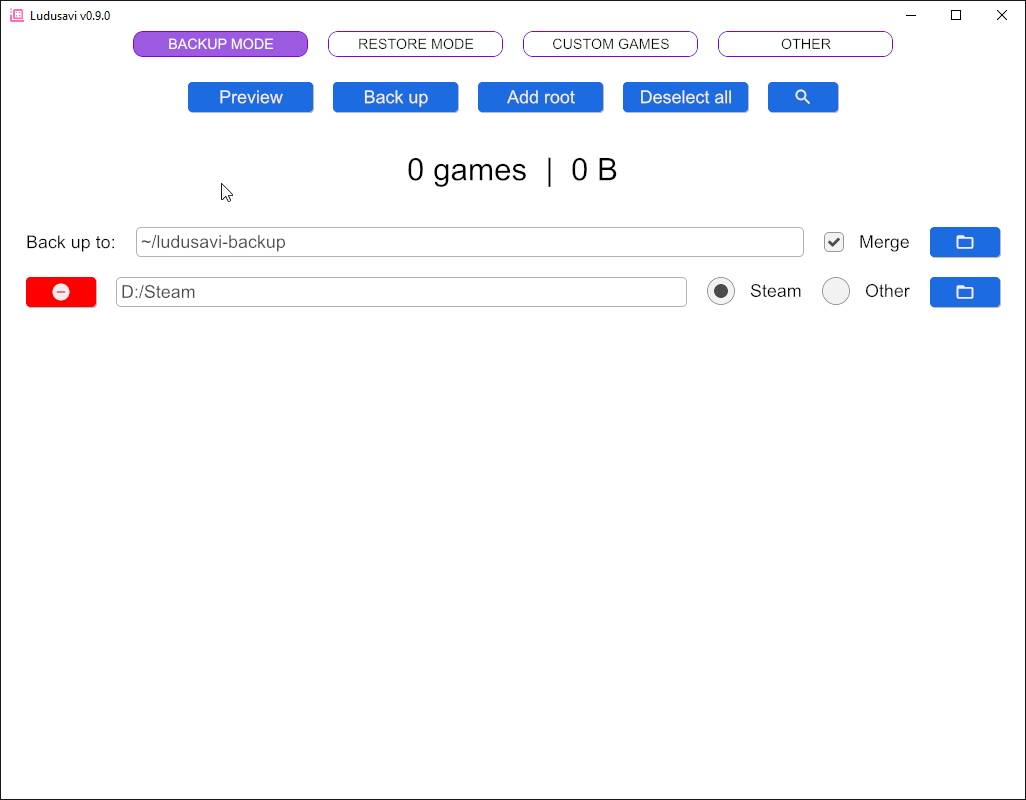 Ludusavi v0.9.0
BACKUP MODE RESTORE MODE CUSTOM GAMES OTHER
Preview Back up Add root Deselect all
0 games | 0 B
Back up to: ~/ludusavi-backup Merge
D:/Steam Steam Other